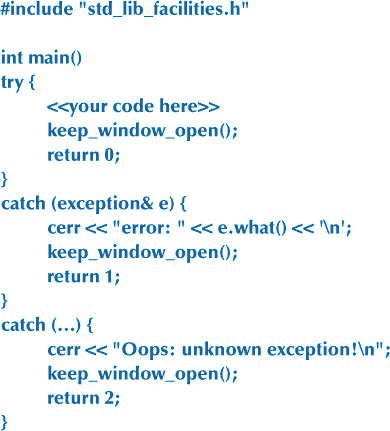 #include "std_lib_facilities.h"
int main()
try {
<<your code here>>
keep_window_open();
return 0;
}
catch (exception& e) {
cerr << "error: " << e.what() << '\n';
keep_window_open();
return 1;
}
catch (…) {
cerr << "Oops: unknown exception!\n";
keep_window_open();
return 2;
}